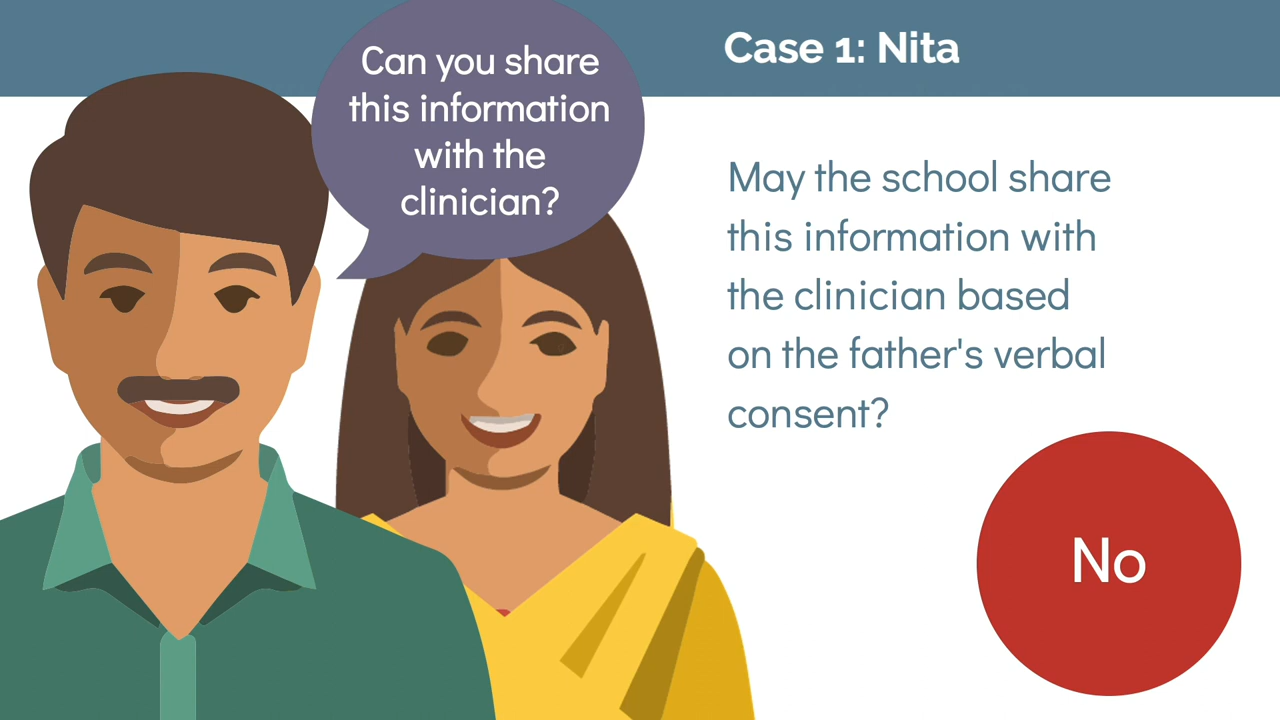 Can you share
this information
with the
clinician?
Case 1: Nita
May the school share
this information with
the clinician based
on the father's verbal
consent?
No